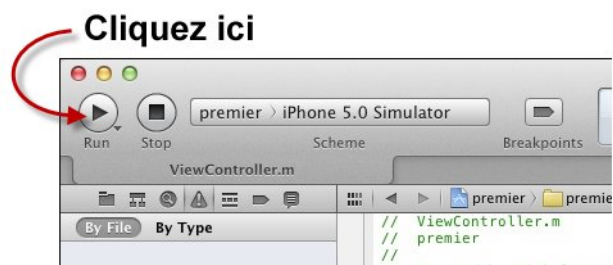 Cliquez ici
premier › iPhone 5.0 Simulator
Run Stop Scheme Breakpoints
ViewController.m
premier › premie
By File By Type
// ViewController.m
// premier
//